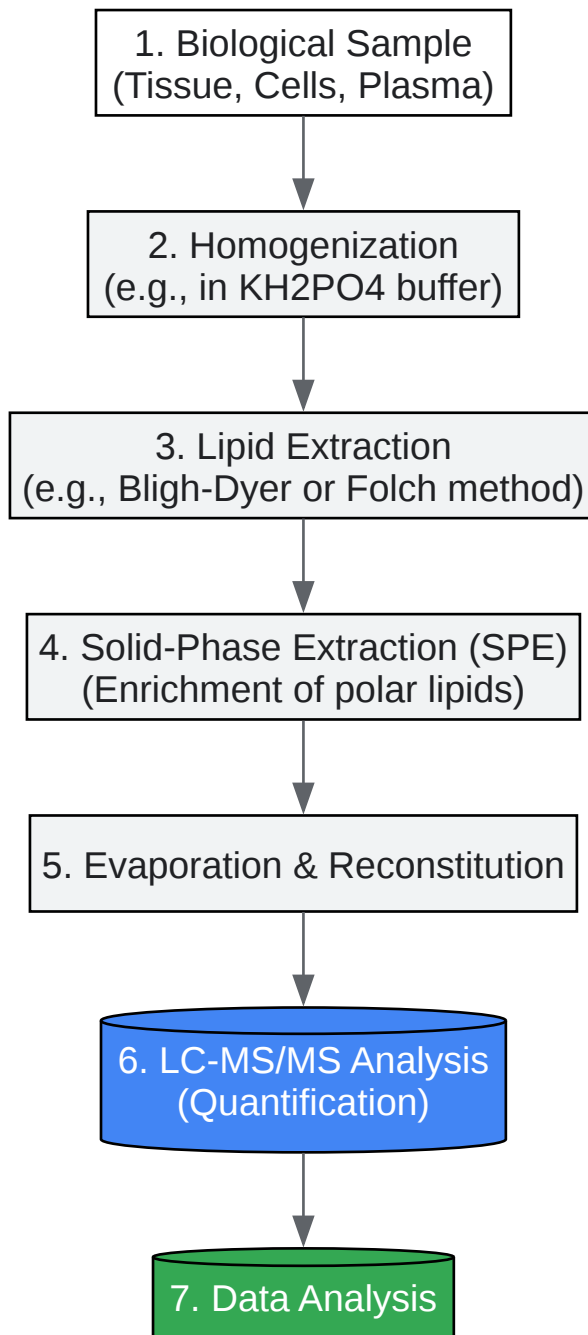 1. Biological Sample
(Tissue, Cells, Plasma)
2. Homogenization
(e.g., in KH2PO4 buffer)
3. Lipid Extraction
(e.g., Bligh-Dyer or Folch method)
4. Solid-Phase Extraction (SPE)
(Enrichment of polar lipids)
5. Evaporation & Reconstitution
6. LC-MS/MS Analysis
(Quantification)
7. Data Analysis